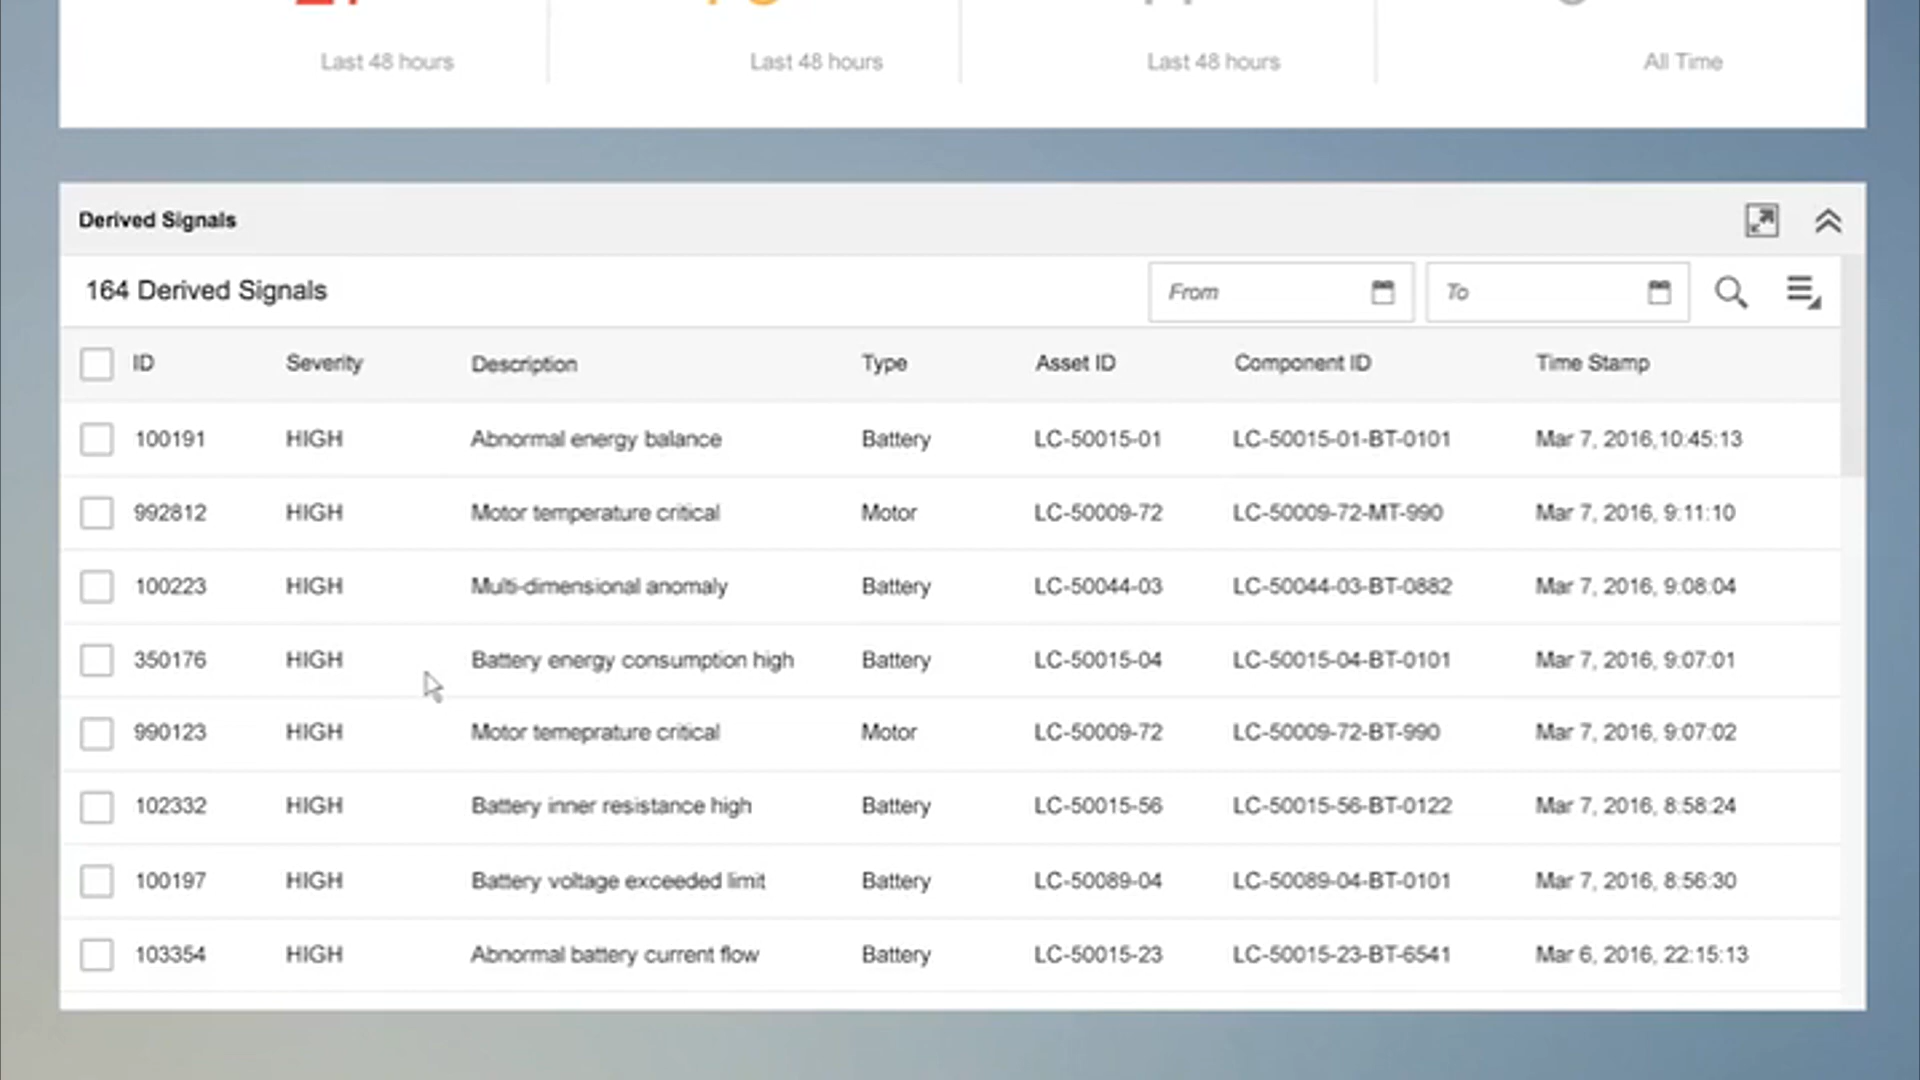 Last 48 hours Last 48 hours Last 48 hours All Time
Derived Signals
164 Derived Signals From To
ID Severity Description Type Asset ID Component ID Time Stamp
100191 HIGH Abnormal energy balance Battery LC-50015-01 LC-50015-01-BT-0101 Mar 7, 2016,10:45:13
992812 HIGH Motor temperature critical Motor LC-50009-72 LC-50009-72-MT-990 Mar 7, 2016, 9:11:10
100223 HIGH Multi-dimensional anomaly Battery LC-50044-03 LC-50044-03-BT-0882 Mar 7, 2016, 9:08:04
350176 HIGH Battery energy consumption high Battery LC-50015-04 LC-50015-04-BT-0101 Mar 7, 2016, 9:07:01
990123 HIGH Motor temeprature critical Motor LC-50009-72 LC-50009-72-BT-990 Mar 7, 2016, 9:07:02
102332 HIGH Battery inner resistance high Battery LC-50015-56 LC-50015-56-BT-0122 Mar 7, 2016, 8:58:24
100197 HIGH Battery voltage exceeded limit Battery LC-50089-04 LC-50089-04-BT-0101 Mar 7, 2016, 8:56:30
103354 HIGH Abnormal battery current flow Battery LC-50015-23 LC-50015-23-BT-6541 Mar 6, 2016, 22:15:13